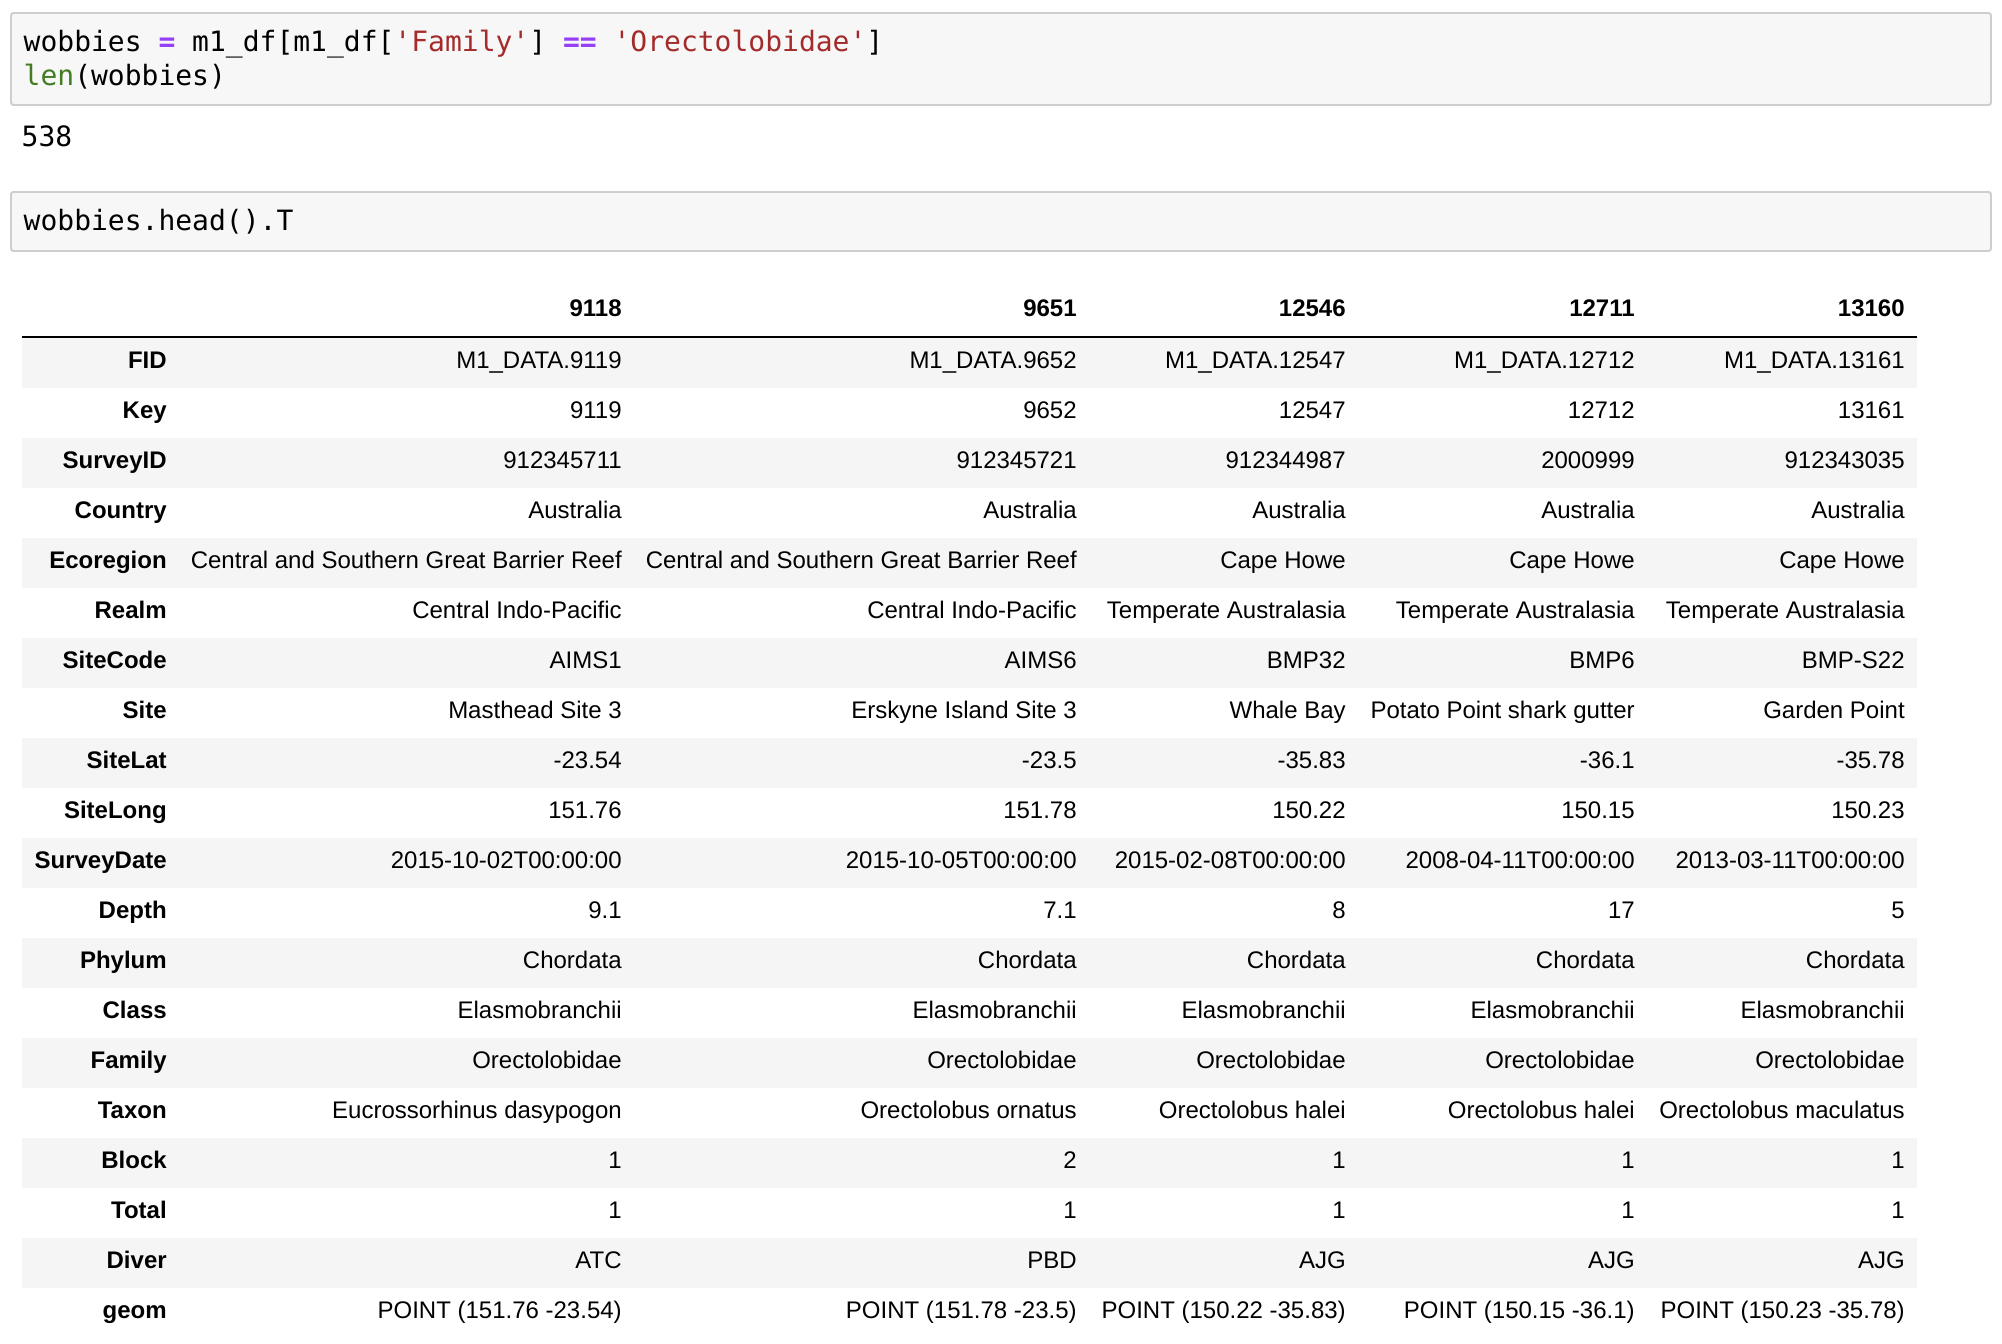 wobbies = m1_df[m1_df['Family'] == 'Orectolobidae']
len(wobbies)
538
wobbies.head().T
9118 9651 12546 12711 13160
FID M1_DATA.9119 M1_DATA.9652 M1_DATA.12547 M1_DATA.12712 M1_DATA.13161
Key 9119 9652 12547 12712 13161
SurveyID 912345711 912345721 912344987 2000999 912343035
Country Australia Australia Australia Australia Australia
Ecoregion Central and Southern Great Barrier Reef Central and Southern Great Barrier Reef Cape Howe Cape Howe Cape Howe
Realm Central Indo-Pacific Central Indo-Pacific Temperate Australasia Temperate Australasia Temperate Australasia
SiteCode AIMS1 AIMS6 BMP32 BMP6 BMP-S22
Site Masthead Site 3 Erskyne Island Site 3 Whale Bay Potato Point shark gutter Garden Point
SiteLat -23.54 -23.5 -35.83 -36.1 -35.78
SiteLong 151.76 151.78 150.22 150.15 150.23
SurveyDate 2015-10-02T00:00:00 2015-10-05T00:00:00 2015-02-08T00:00:00 2008-04-11T00:00:00 2013-03-11T00:00:00
Depth 9.1 7.1 8 17 5
Phylum Chordata Chordata Chordata Chordata Chordata
Class Elasmobranchii Elasmobranchii Elasmobranchii Elasmobranchii Elasmobranchii
Family Orectolobidae Orectolobidae Orectolobidae Orectolobidae Orectolobidae
Taxon Eucrossorhinus dasypogon Orectolobus ornatus Orectolobus halei Orectolobus halei Orectolobus maculatus
Block 1 2 1 1 1
Total 1 1 1 1 1
Diver ATC PBD AJG AJG AJG
geom POINT (151.76 -23.54) POINT (151.78 -23.5) POINT (150.22 -35.83) POINT (150.15 -36.1) POINT (150.23 -35.78)